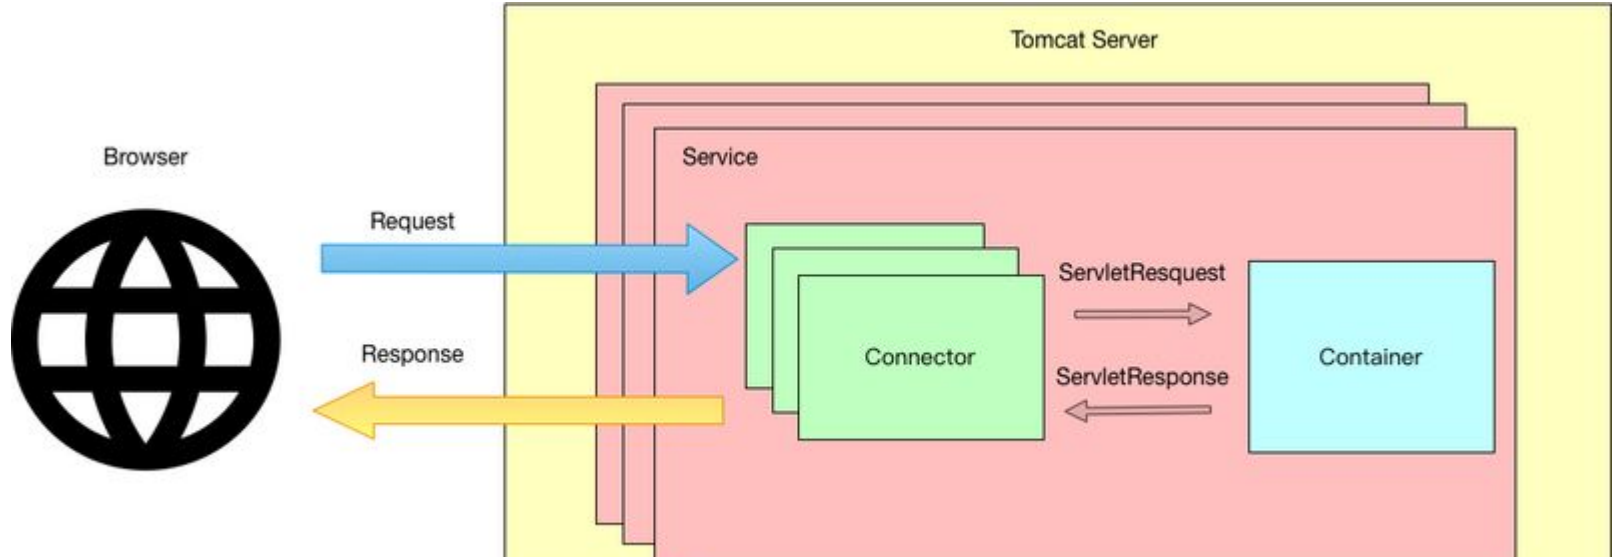 Tomcat Server
Browser
Service
Request
ServletResquest
Response
Connector
Container
ServletResponse